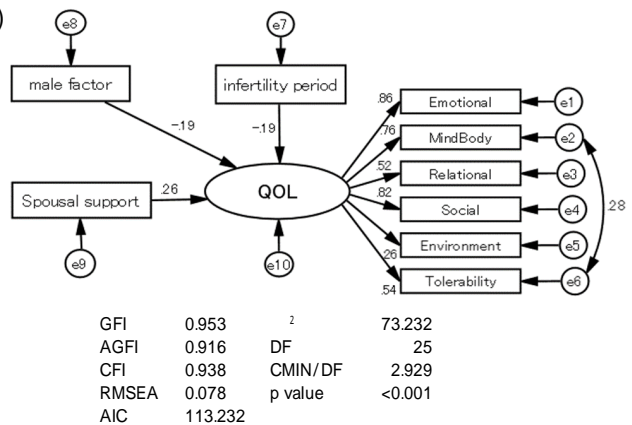 e8
e7
male factor
infertility period
-.19
-.19
.86
Emotional
e1
.76
MindBody
e2
.52
Relational
e3
Spousal support
.26
QOL
.82
Social
e4
.28
Environment
e5
.26
Tolerability
e6
.54
e9
e10
GFI 0.953 2 73.232
AGFI 0.916 DF 25
CFI 0.938 CMIN/DF 2.929
RMSEA 0.078 p value <0.001
AIC 113.232